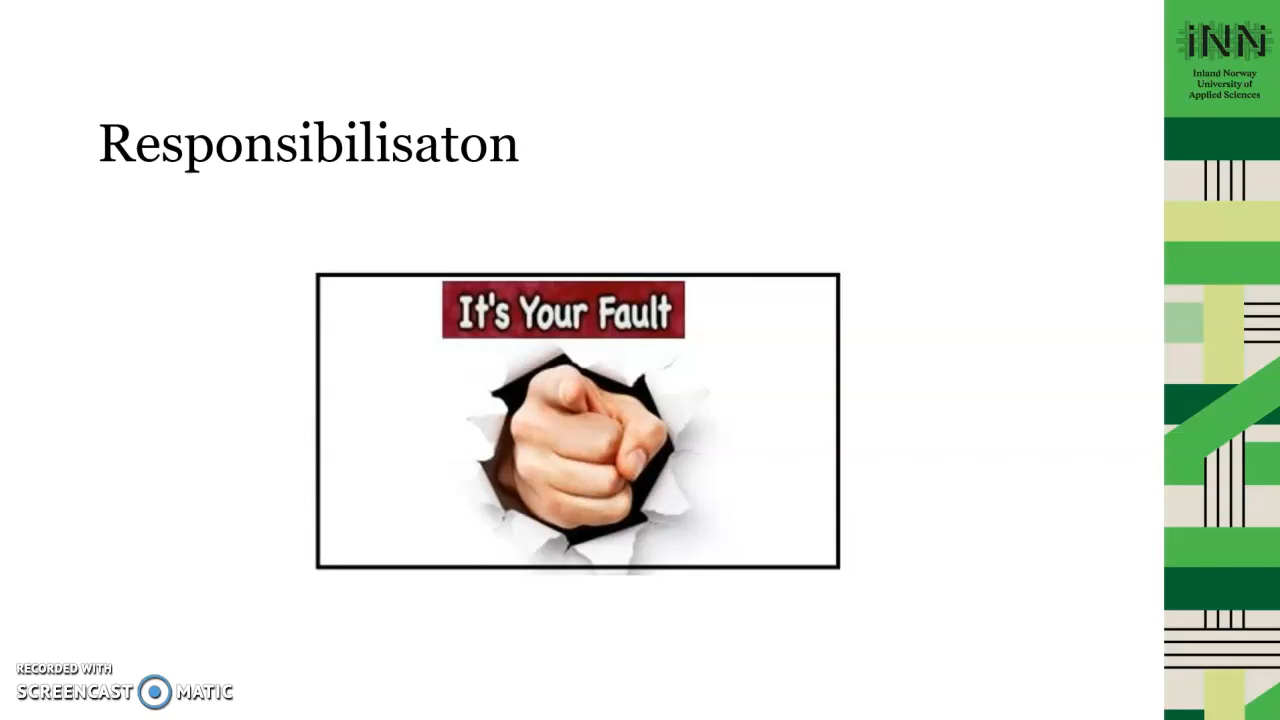 iNN
Inland Norway
University of
Applied Sciences
Responsibilisaton
It's Your Fault
RECORDED WITH
SCREENCAST MATIC